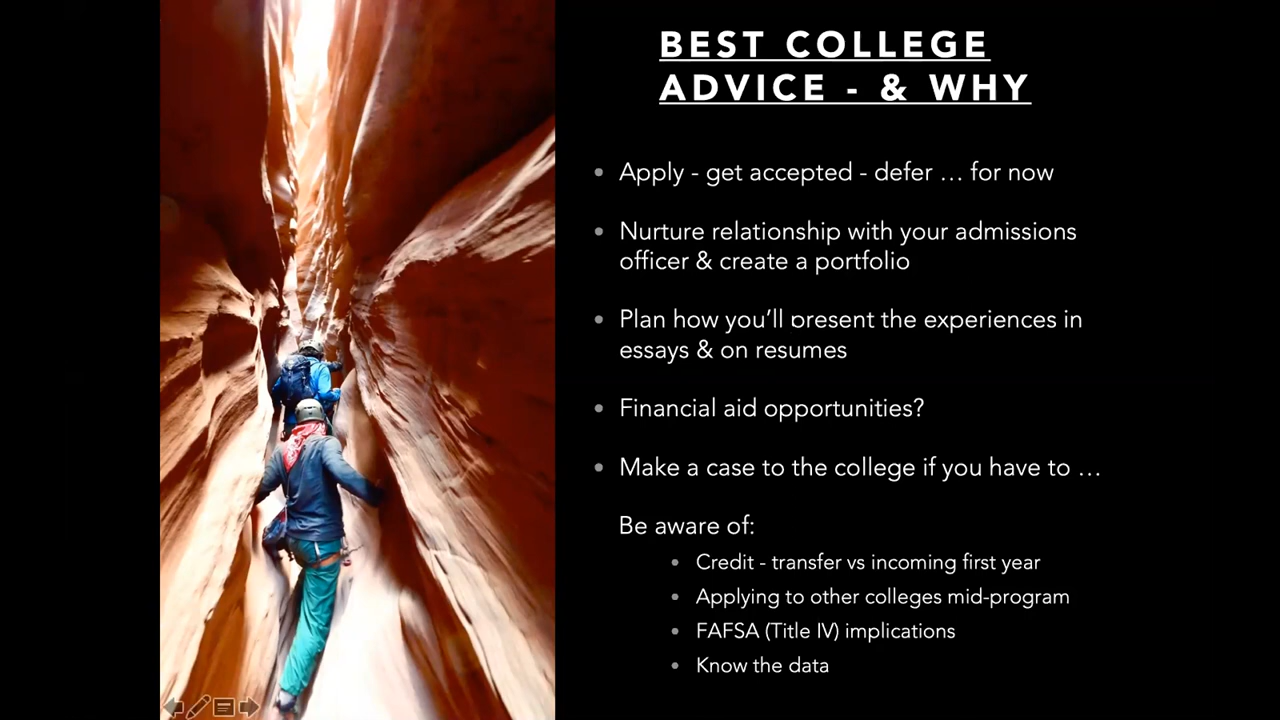 BEST COLLEGE
ADVICE - & WHY
• Apply - get accepted - defer … for now
• Nurture relationship with your admissions
officer & create a portfolio
• Plan how you’ll present the experiences in
essays & on resumes
• Financial aid opportunities?
• Make a case to the college if you have to …
Be aware of:
• Credit - transfer vs incoming first year
• Applying to other colleges mid-program
• FAFSA (Title IV) implications
• Know the data